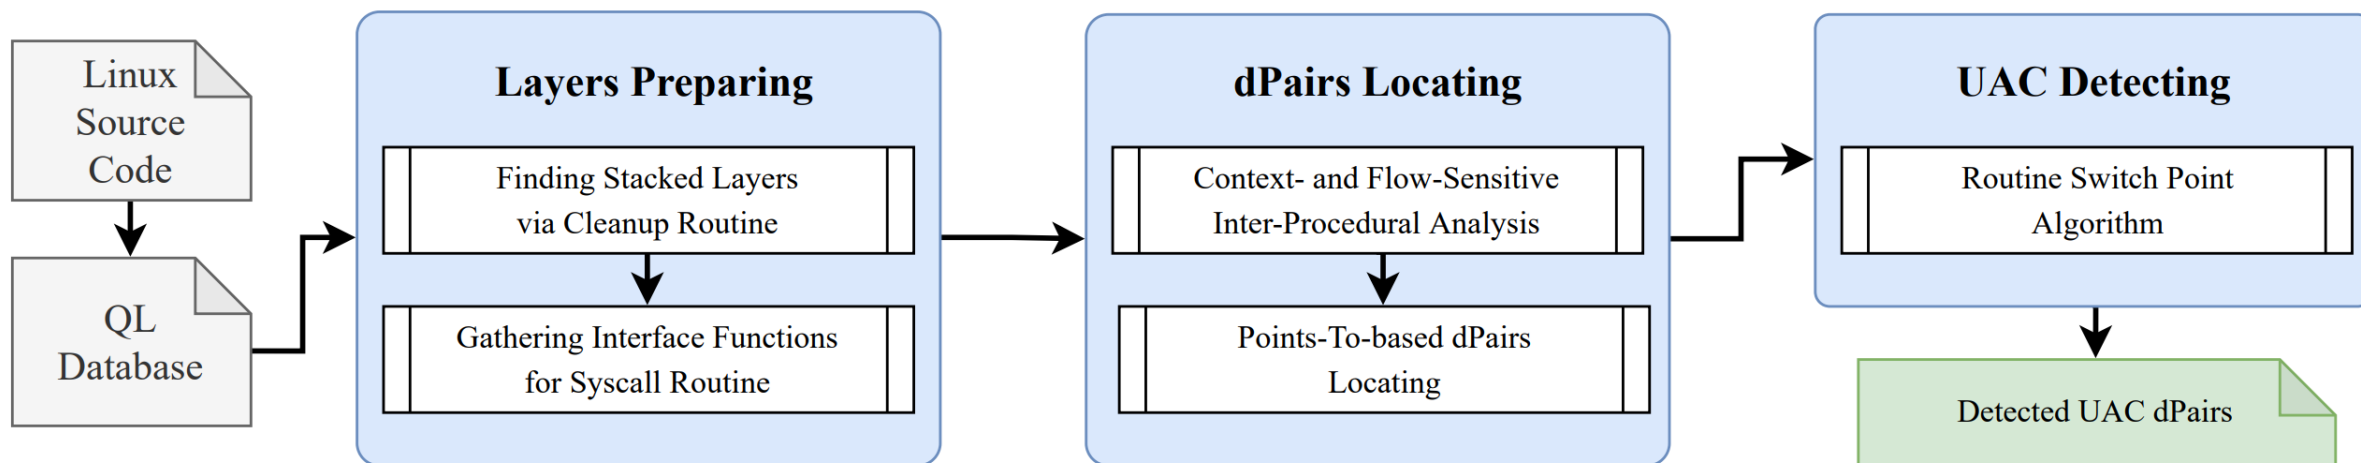 Linux
Source
Code
QL
Database
Layers Preparing
Finding Stacked Layers
via Cleanup Routine
Gathering Interface Functions
for Syscall Routine
dPairs Locating
Context- and Flow-Sensitive
Inter-Procedural Analysis
Points-To-based dPairs
Locating
UAC Detecting
Routine Switch Point
Algorithm
Detected UAC dPairs